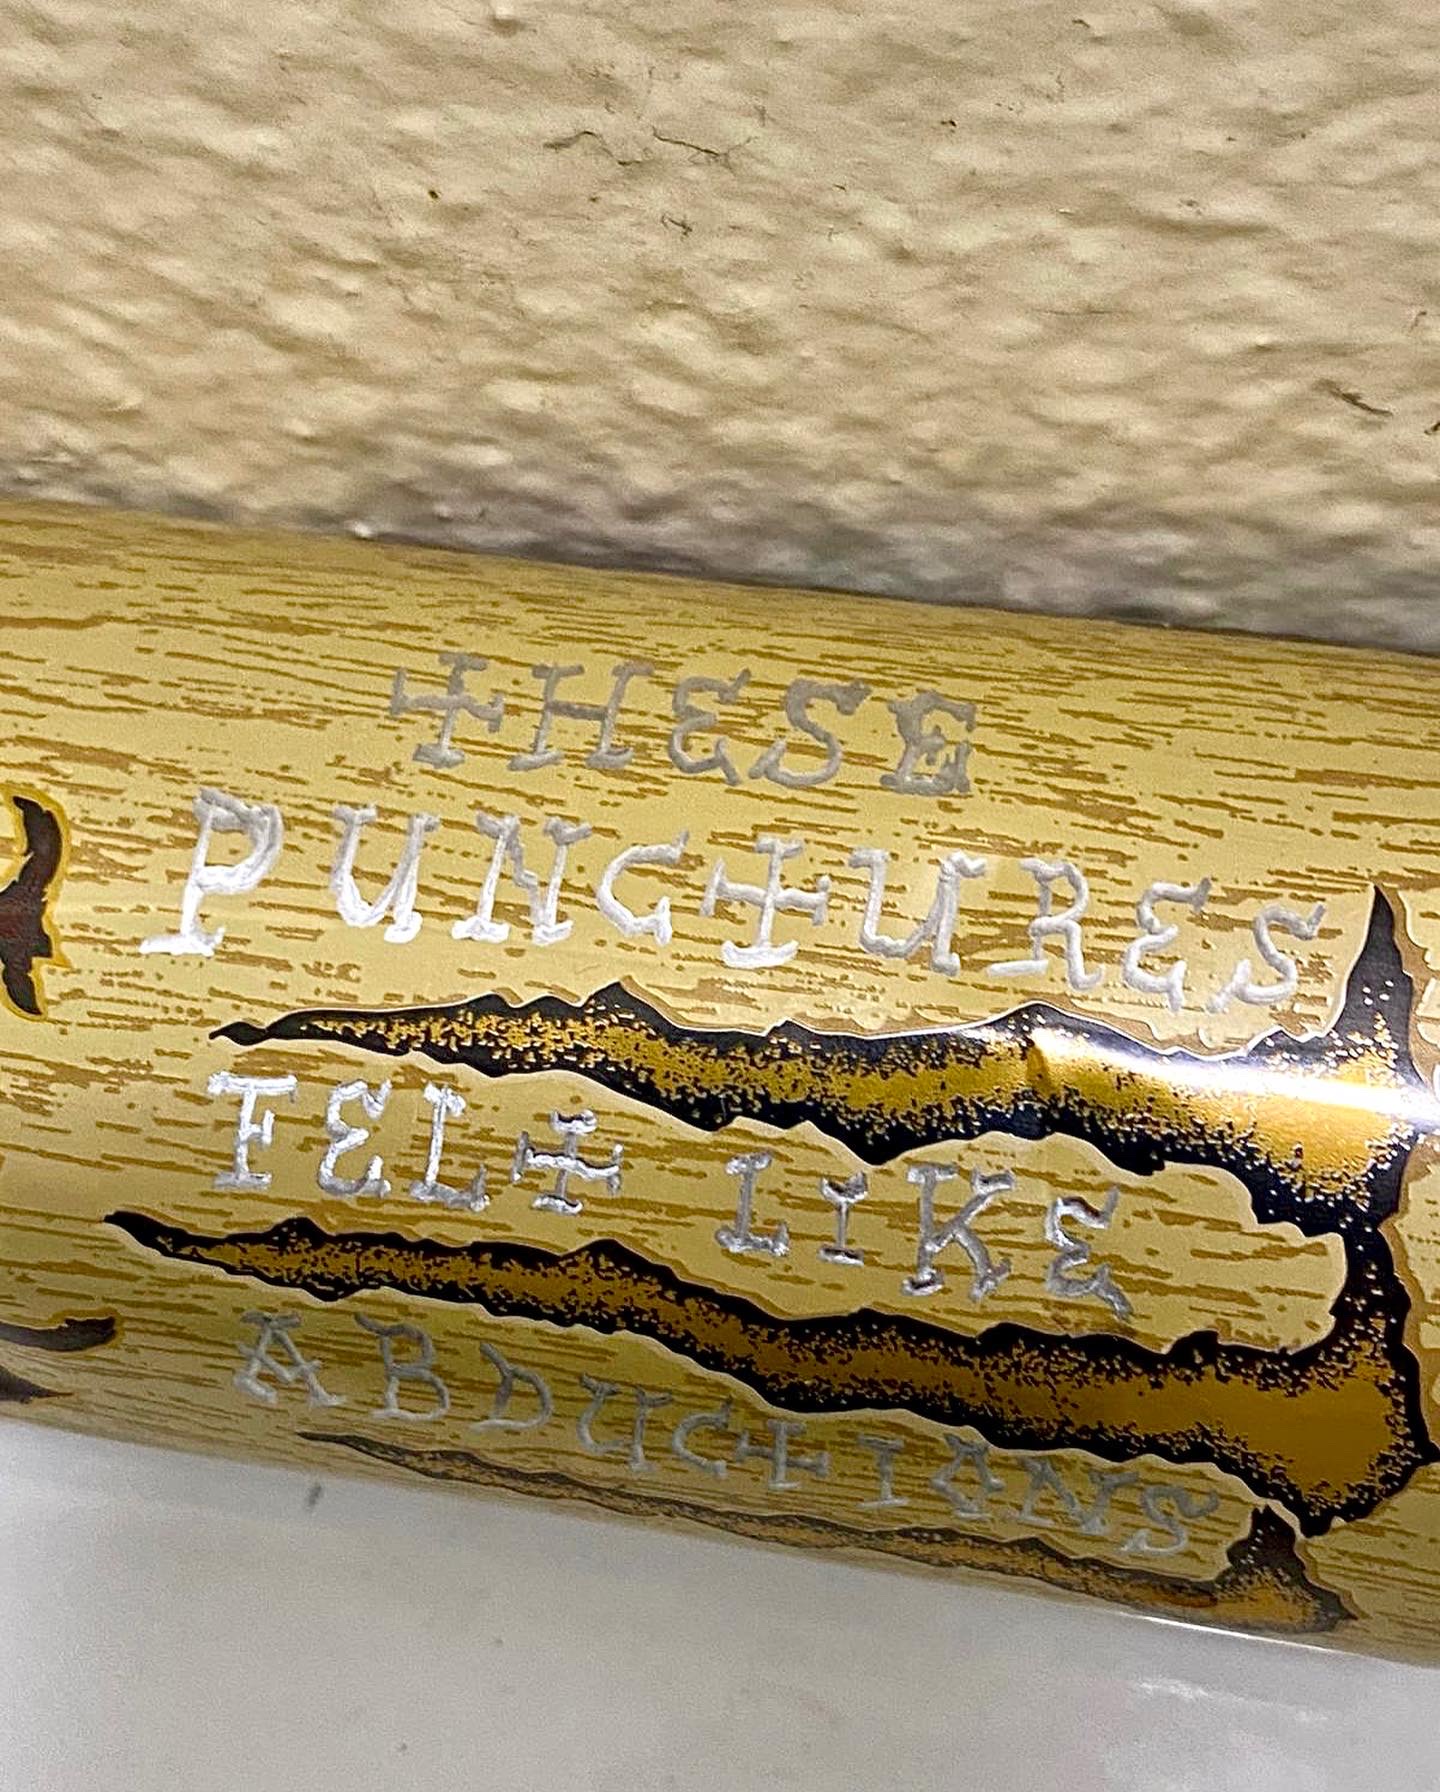 THESE
PUNCTURES
FELT LIKE
ABDUCTIONS